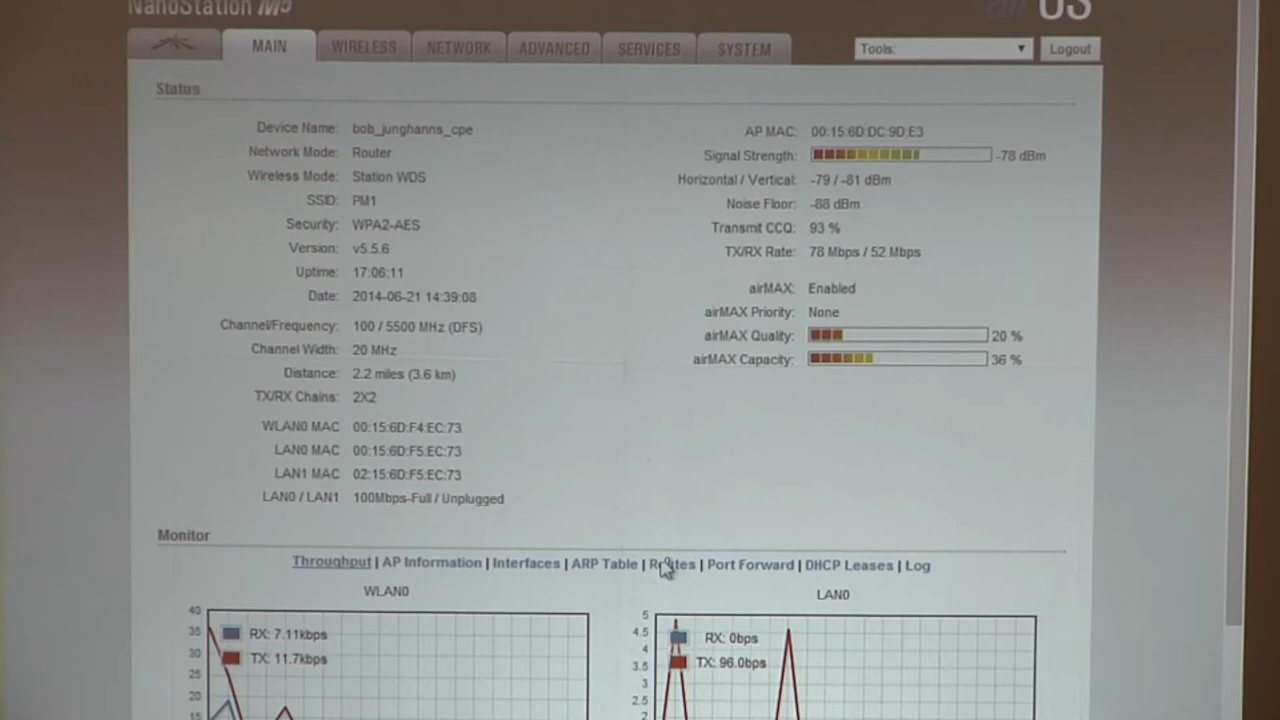 NanoStation M5
air OS
MAIN WIRELESS NETWORK ADVANCED SERVICES SYSTEM Tools: Logout
Status
Device Name: bob_junghanns_cpe
Network Mode: Router
Wireless Mode: Station WDS
SSID: PM1
Security: WPA2-AES
Version: v5.5.6
Uptime: 17:06:11
Date: 2014-06-21 14:39:08
Channel/Frequency: 100 / 5500 MHz (DFS)
Channel Width: 20 MHz
Distance: 2.2 miles (3.6 km)
TX/RX Chains: 2X2
WLAN0 MAC 00:15:6D:F4:EC:73
LAN0 MAC 00:15:6D:F5:EC:73
LAN1 MAC 02:15:6D:F5:EC:73
LAN0 / LAN1 100Mbps-Full / Unplugged
AP MAC: 00:15:6D:DC:9D:E3
Signal Strength: -78 dBm
Horizontal / Vertical: -79 / -81 dBm
Noise Floor: -88 dBm
Transmit CCQ: 93 %
TX/RX Rate: 78 Mbps / 52 Mbps
airMAX: Enabled
airMAX Priority: None
airMAX Quality: 20 %
airMAX Capacity: 36 %
Monitor
Throughput | AP Information | Interfaces | ARP Table | Routes | Port Forward | DHCP Leases | Log
WLAN0
40
35
30
25
20
15
RX: 7.11kbps
TX: 11.7kbps
LAN0
5
4.5
4
3.5
3
2.5
2
RX: 0bps
TX: 96.0bps